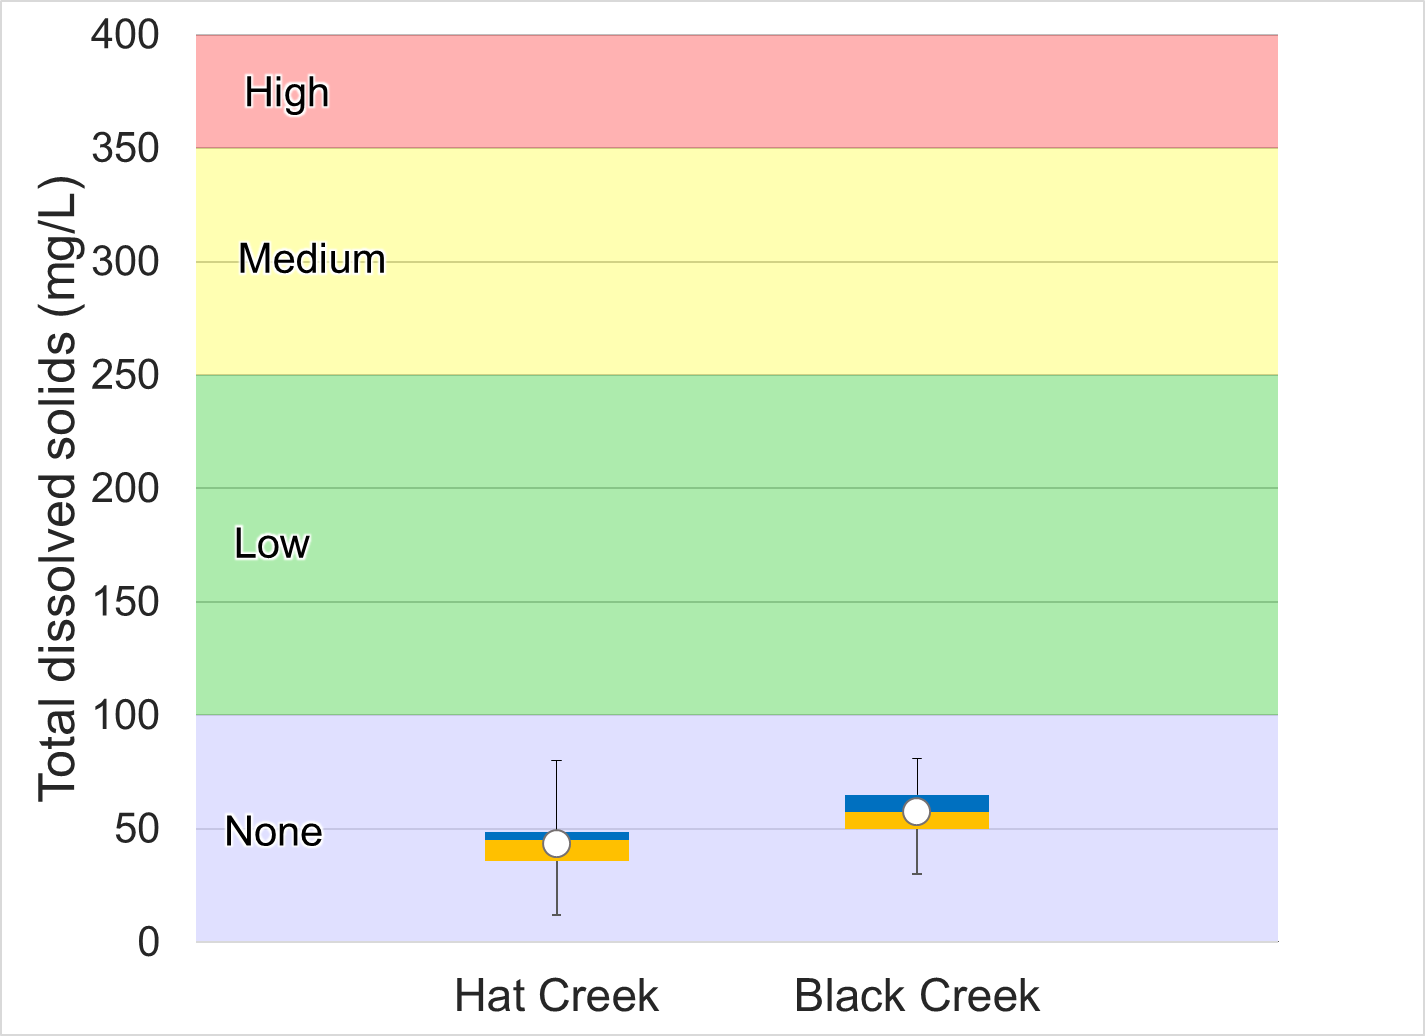 Total dissolved solids (mg/L)
400
350
300
250
200
150
100
50
0
High
Medium
Low
None
Hat Creek
Black Creek